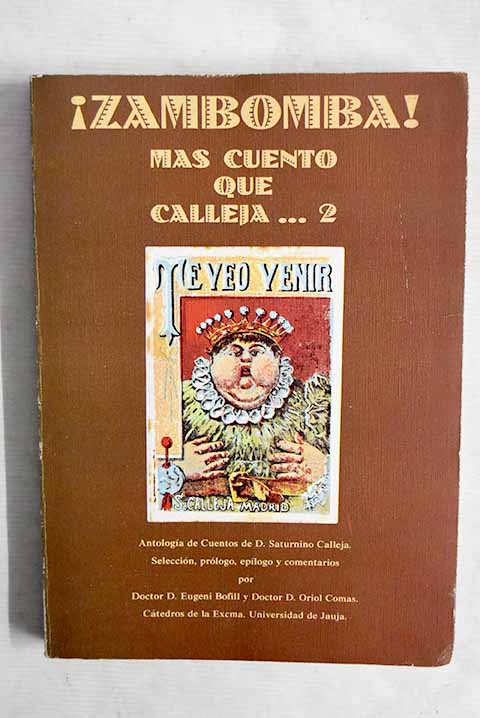 ¡ZAMBOMBA!
MAS CUENTO
QUE
CALLEJA ... 2
TE VEO VENIR
S. CALLEJA MADRID
Antología de Cuentos de D. Saturnino Calleja.
Selección, prólogo, epílogo y comentarios
por
Doctor D. Eugeni Bofill y Doctor D. Oriol Comas.
Cátedros de la Excma. Universidad de Jauja.